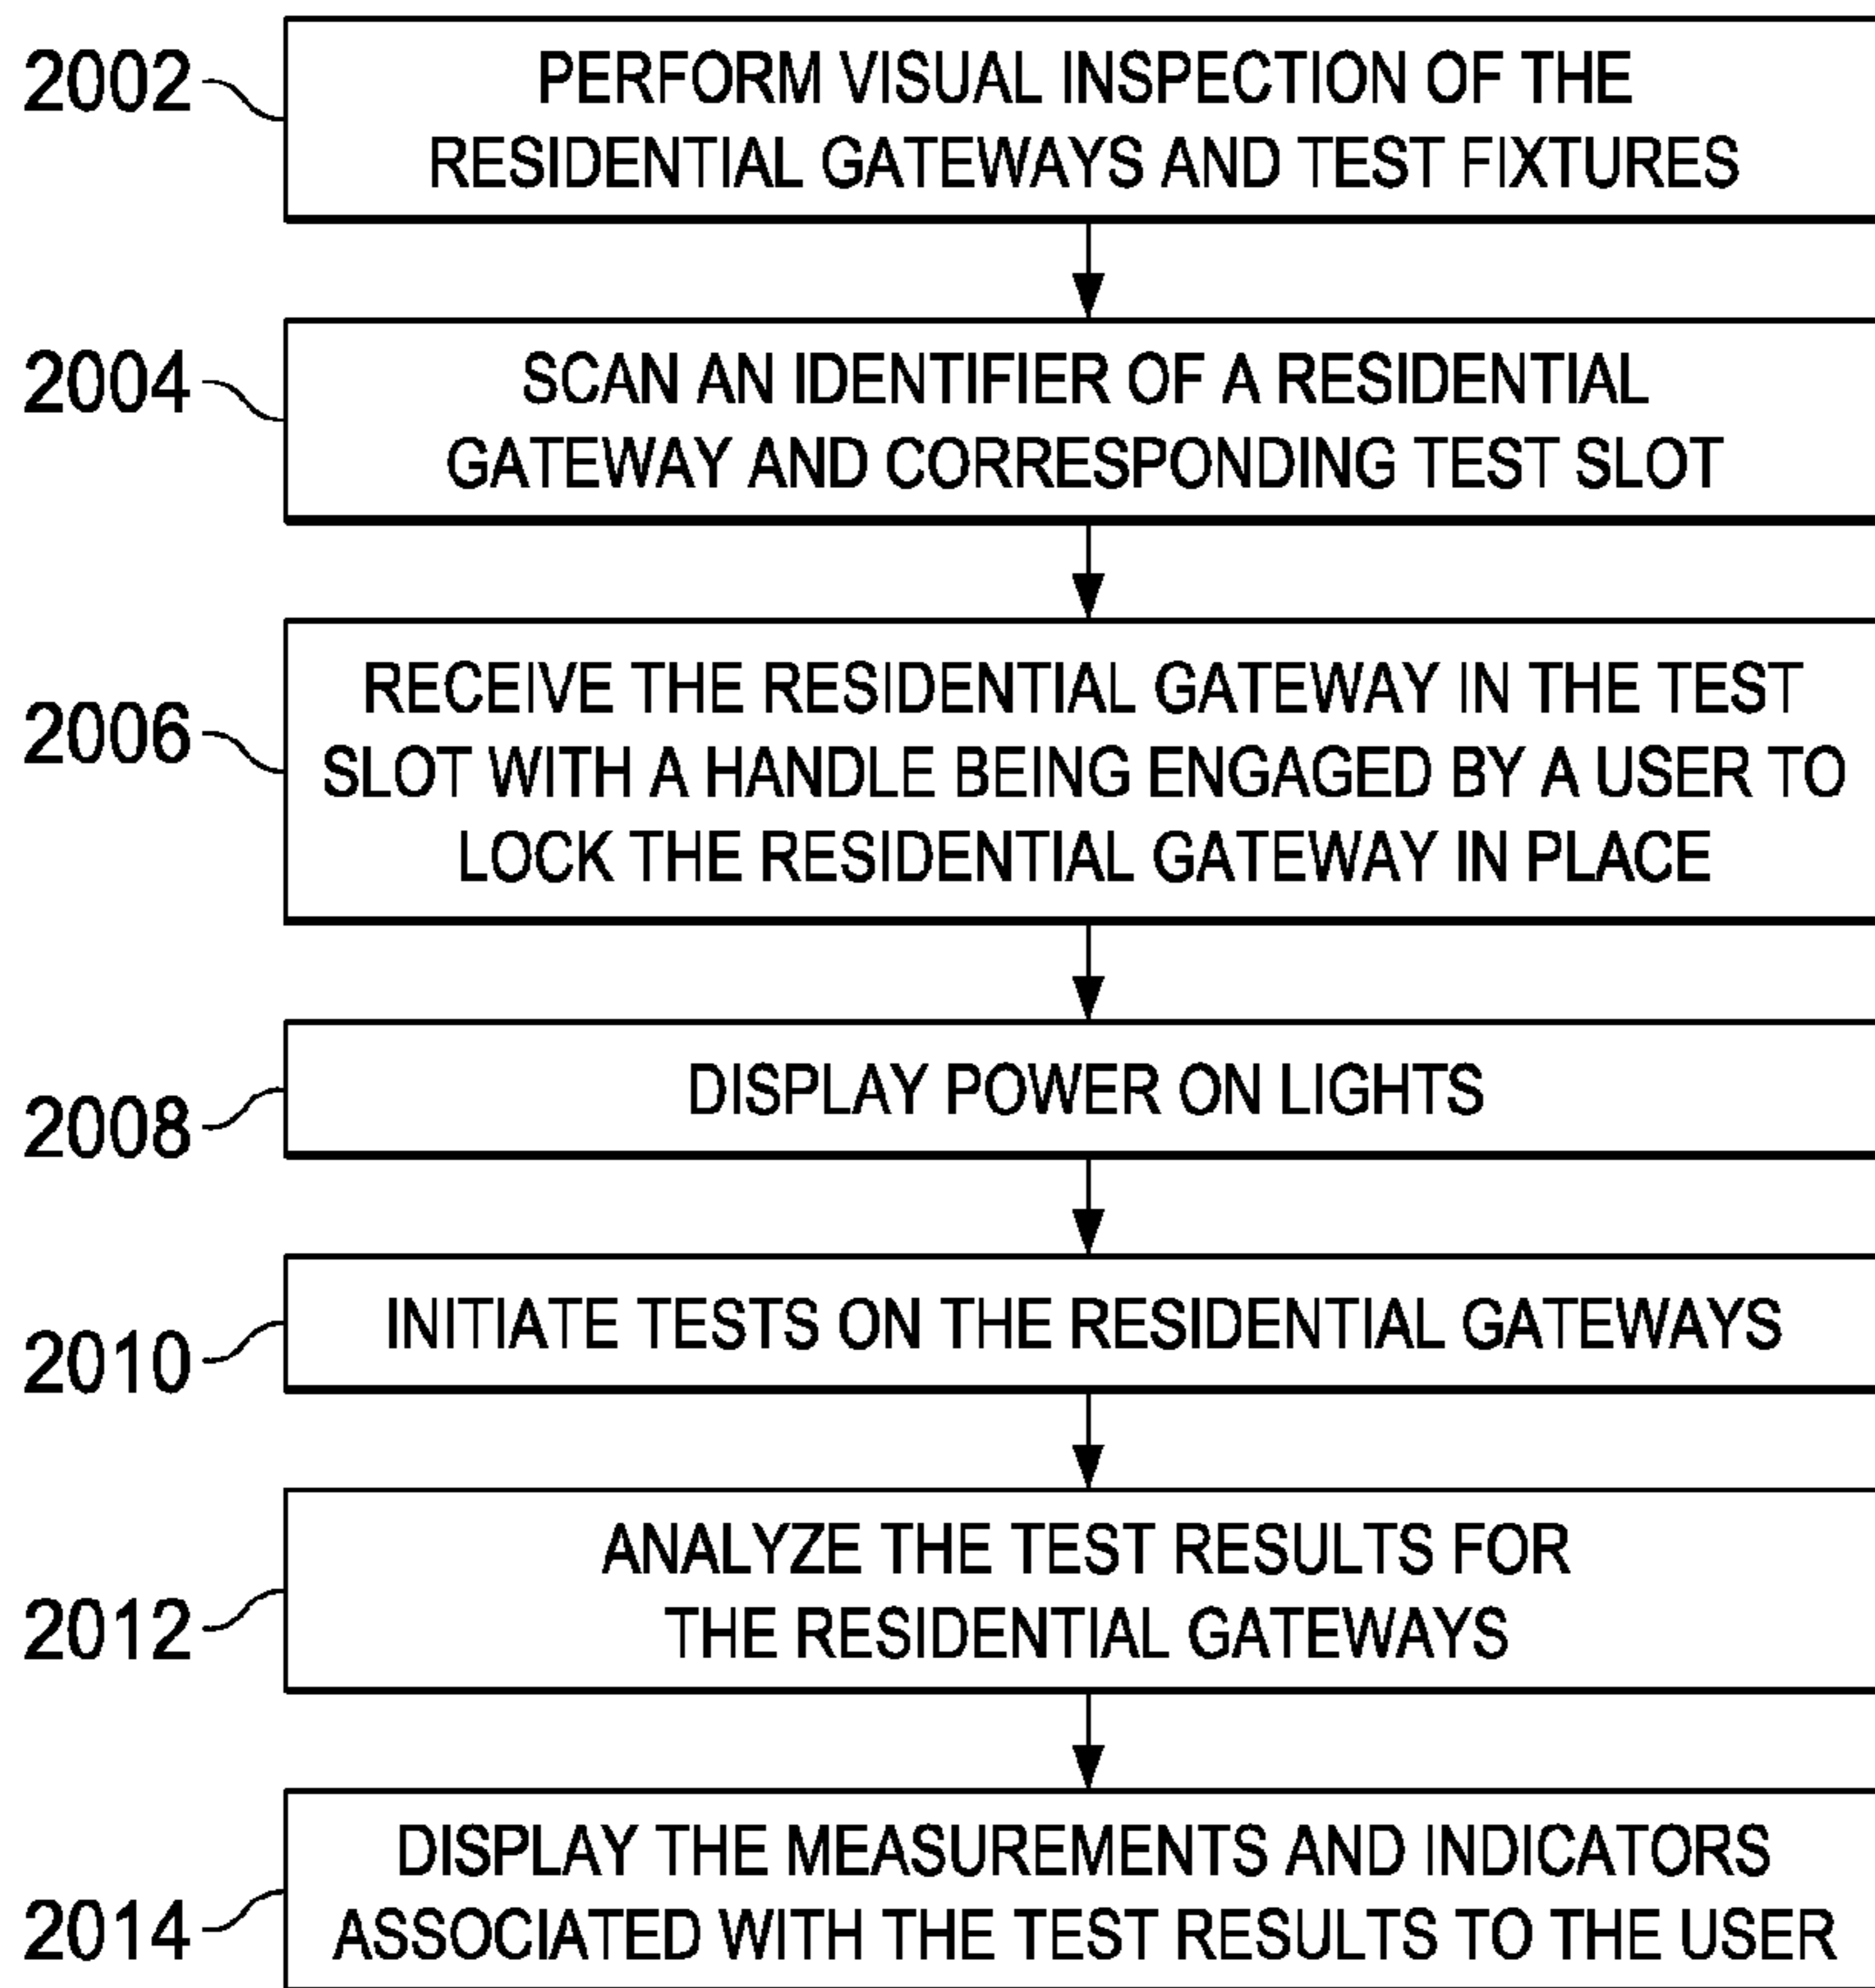 2002
PERFORM VISUAL INSPECTION OF THE
RESIDENTIAL GATEWAYS AND TEST FIXTURES
2004
SCAN AN IDENTIFIER OF A RESIDENTIAL
GATEWAY AND CORRESPONDING TEST SLOT
2006
RECEIVE THE RESIDENTIAL GATEWAY IN THE TEST
SLOT WITH A HANDLE BEING ENGAGED BY A USER TO
LOCK THE RESIDENTIAL GATEWAY IN PLACE
2008
DISPLAY POWER ON LIGHTS
2010
INITIATE TESTS ON THE RESIDENTIAL GATEWAYS
2012
ANALYZE THE TEST RESULTS FOR
THE RESIDENTIAL GATEWAYS
2014
DISPLAY THE MEASUREMENTS AND INDICATORS
ASSOCIATED WITH THE TEST RESULTS TO THE USER